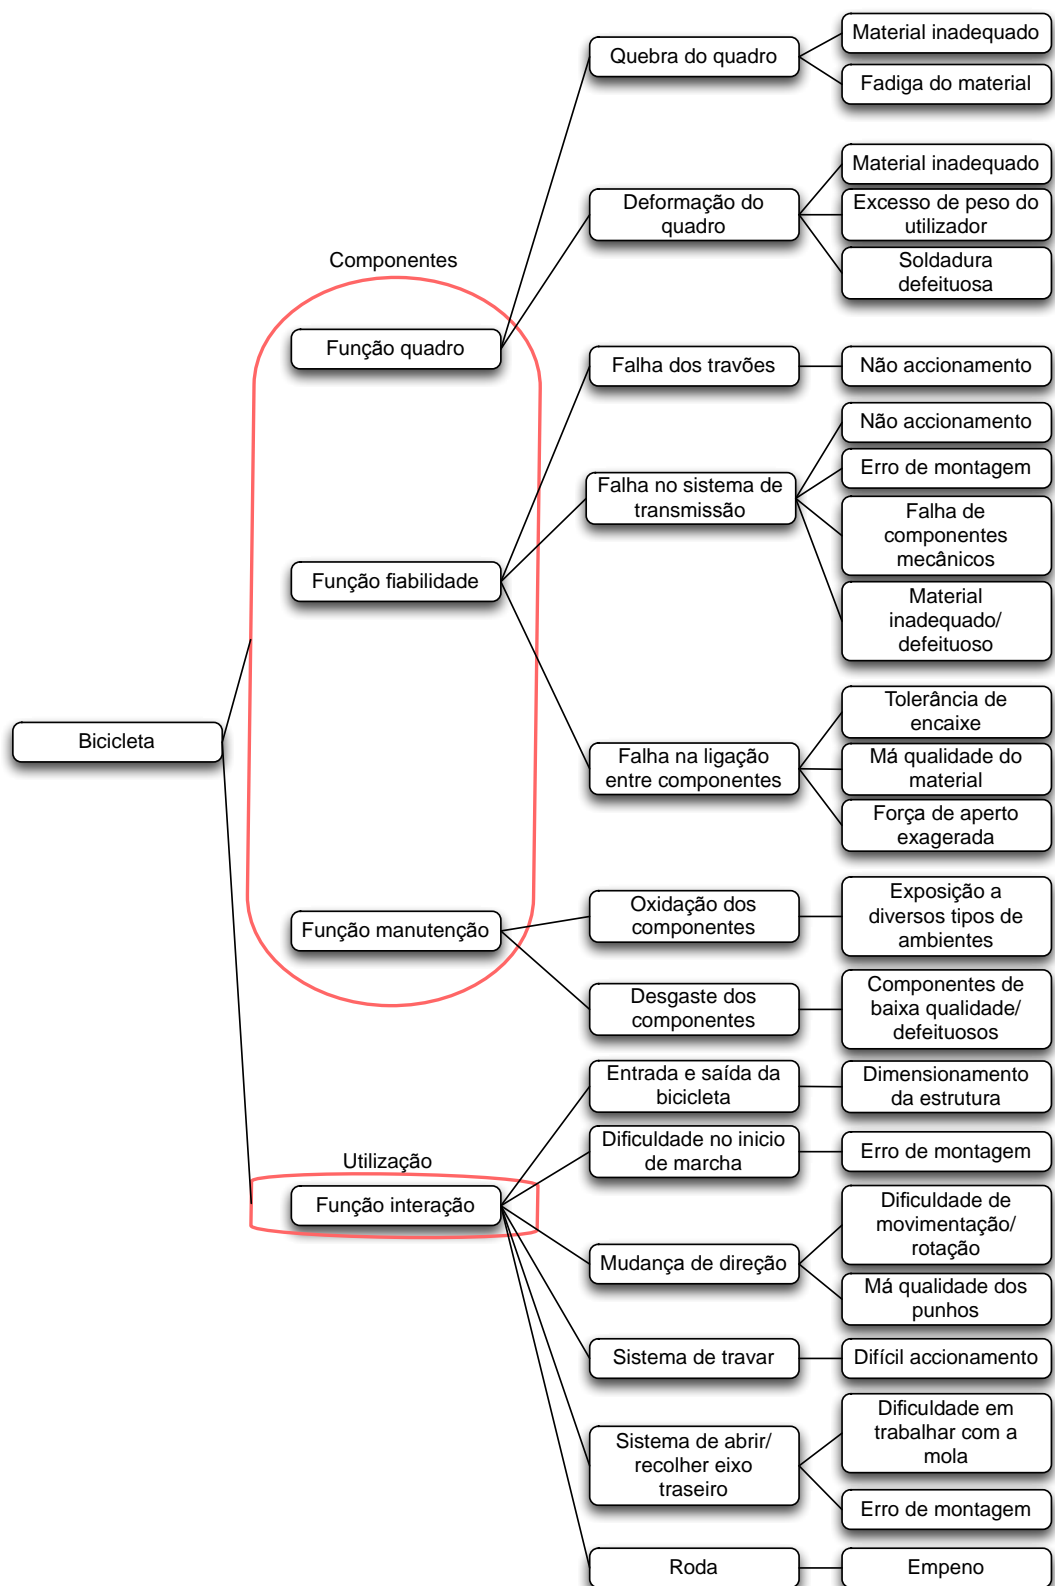 Quebra do quadro
Material inadequado
Fadiga do material
Deformação do
quadro
Material inadequado
Excesso de peso do
utilizador
Soldadura
defeituosa
Componentes
Função quadro
Falha dos travões
Não accionamento
Falha no sistema de
transmissão
Não accionamento
Erro de montagem
Falha de
componentes
mecânicos
Material
inadequado/
defeituoso
Função fiabilidade
Falha na ligação
entre componentes
Tolerância de
encaixe
Má qualidade do
material
Força de aperto
exagerada
Bicicleta
Função manutenção
Oxidação dos
componentes
Exposição a
diversos tipos de
ambientes
Desgaste dos
componentes
Componentes de
baixa qualidade/
defeituosos
Entrada e saída da
bicicleta
Dimensionamento
da estrutura
Dificuldade no inicio
de marcha
Erro de montagem
Utilização
Função interação
Mudança de direção
Dificuldade de
movimentação/
rotação
Má qualidade dos
punhos
Sistema de travar
Difícil accionamento
Sistema de abrir/
recolher eixo
traseiro
Dificuldade em
trabalhar com a
mola
Erro de montagem
Roda
Empeno